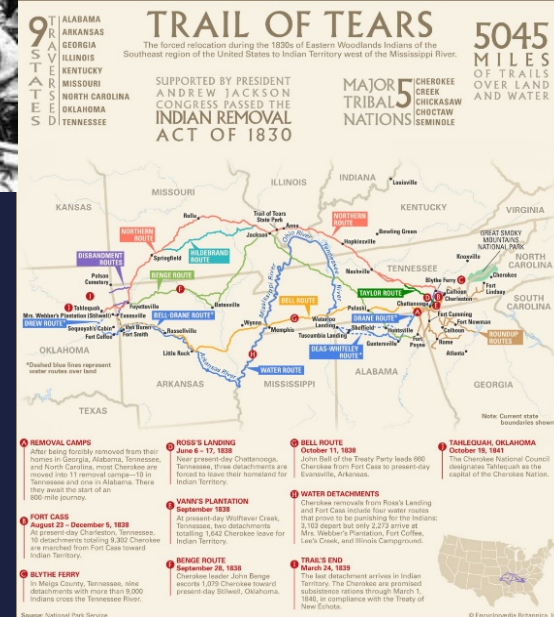 9 STATES TRAVERSED
ALABAMA
ARKANSAS
GEORGIA
ILLINOIS
KENTUCKY
MISSOURI
NORTH CAROLINA
OKLAHOMA
TENNESSEE
TRAIL OF TEARS
The forced relocation during the 1830s of Eastern Woodlands Indians of the
Southeast region of the United States to Indian Territory west of the Mississippi River.
5045
MILES
OF TRAILS
OVER LAND
AND WATER
SUPPORTED BY PRESIDENT
ANDREW JACKSON
CONGRESS PASSED THE
INDIAN REMOVAL
ACT OF 1830
MAJOR 5
TRIBAL
NATIONS
CHEROKEE
CREEK
CHICKASAW
CHOCTAW
SEMINOLE
KANSAS
MISSOURI
ILLINOIS
INDIANA
Louisville
KENTUCKY
VIRGINIA
Rolla
Trail of Tears
State Park
Anna
Jackson
NORTHERN
ROUTE
NORTHERN
ROUTE
Bowling Green
Hopkinsville
GREAT SMOKY
MOUNTAINS
NATIONAL PARK
Ohio River
Springfield
HILDEBRAND
ROUTE
DISBANDMENT
ROUTES
BENGE ROUTE
Nashville
TENNESSEE
Knoxville
NORTH
CAROLINA
Polson
Cemetery
Mississippi River
Tennessee River
TAYLOR ROUTE
Blythe Ferry
Cherokee
Fort
Lindsay
Calhoun
Charleston
Chattanooga
SOUTH
CAROLINA
Tahlequah
Fayetteville
Batesville
BELL ROUTE
Pulaski
Mrs. Webber's Plantation (Stilwell)
Evansville
BELL-DRANE ROUTE*
DREW ROUTE*
Wynne
Memphis
Waterloo
Landing
DRANE ROUTE*
Fort Cumming
Fort Newnan
Sequoyah's Cabin
Van Buren
Fort Smith
Fort Coffee
Russellville
Tuscumbia Landing
Sheffield
Huntsville
Guntersville
Fort
Payne
Calhoun
Rome
ROUNDUP
ROUTES
Little Rock
DEAS-WHITELEY
ROUTE*
Atlanta
OKLAHOMA
Arkansas River
WATER ROUTE
*Dashed blue lines represent
water routes over land
ARKANSAS
MISSISSIPPI
ALABAMA
GEORGIA
TEXAS
Note: Current state
boundaries shown
A REMOVAL CAMPS
After being forcibly removed from their
homes in Georgia, Alabama, Tennessee,
and North Carolina, most Cherokee are
moved into 11 removal camps—10 in
Tennessee and one in Alabama. There
they await the start of an
800-mile journey.
B FORT CASS
August 23 – December 5, 1838
At present-day Charleston, Tennessee,
10 detachments totaling 9,302 Cherokee
are marched from Fort Cass toward
Indian Territory.
C BLYTHE FERRY
In Meigs County, Tennessee, nine
detachments with more than 9,000
Indians cross the Tennessee River.
D ROSS'S LANDING
June 6 – 17, 1838
Near present-day Chattanooga,
Tennessee, three detachments are
forced to leave their homeland for
Indian Territory.
E VANN'S PLANTATION
September 1838
At present-day Wolftever Creek,
Tennessee, two detachments
totaling 1,642 Cherokee leave for
Indian Territory.
F BENGE ROUTE
September 28, 1838
Cherokee leader John Benge
escorts 1,079 Cherokee toward
present-day Stilwell, Oklahoma.
G BELL ROUTE
October 11, 1838
John Bell of the Treaty Party leads 660
Cherokee from Fort Cass to present-day
Evansville, Arkansas.
H WATER DETACHMENTS
Cherokee removals from Ross's Landing
and Fort Cass include four water routes
that prove to be punishing for the Indians:
3,103 depart but only 2,273 arrive at
Mrs. Webber's Plantation, Fort Coffee,
Lee's Creek, and Illinois Campground.
I TRAIL'S END
March 24, 1839
The last detachment arrives in Indian
Territory. The Cherokee are promised
subsistence rations through March 1,
1840, in compliance with the Treaty of
New Echota.
J TAHLEQUAH, OKLAHOMA
October 19, 1841
The Cherokee National Council
designates Tahlequah as the
capital of the Cherokee Nation.
Source: National Park Service
© Encyclopædia Britannica, In